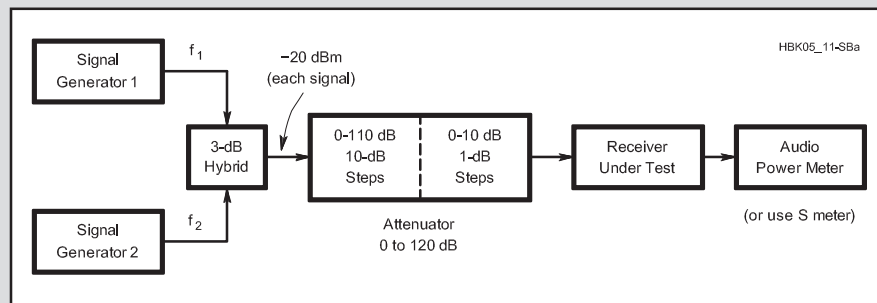 HBK05_11-SBa
Signal
Generator 1
f1
−20 dBm
(each signal)
3-dB
Hybrid
0-110 dB
10-dB
Steps
0-10 dB
1-dB
Steps
Receiver
Under Test
Audio
Power Meter
Signal
Generator 2
f2
Attenuator
0 to 120 dB
(or use S meter)